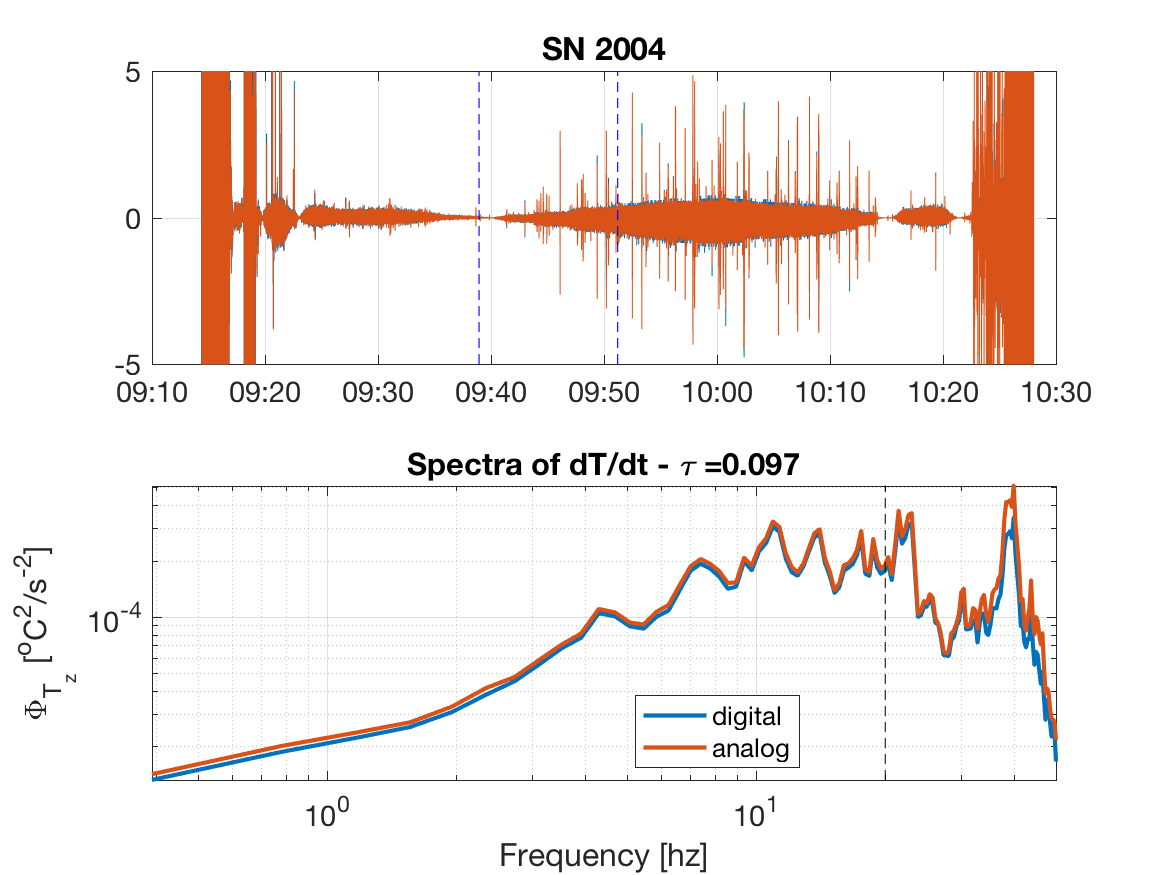 SN 2004
5
0
-5
09:10 09:20 09:30 09:40 09:50 10:00 10:10 10:20 10:30
Spectra of dT/dt - τ =0.097
Φ_T_z [°C²/s⁻²]
10⁻⁴
digital
analog
10⁰ 10¹
Frequency [hz]